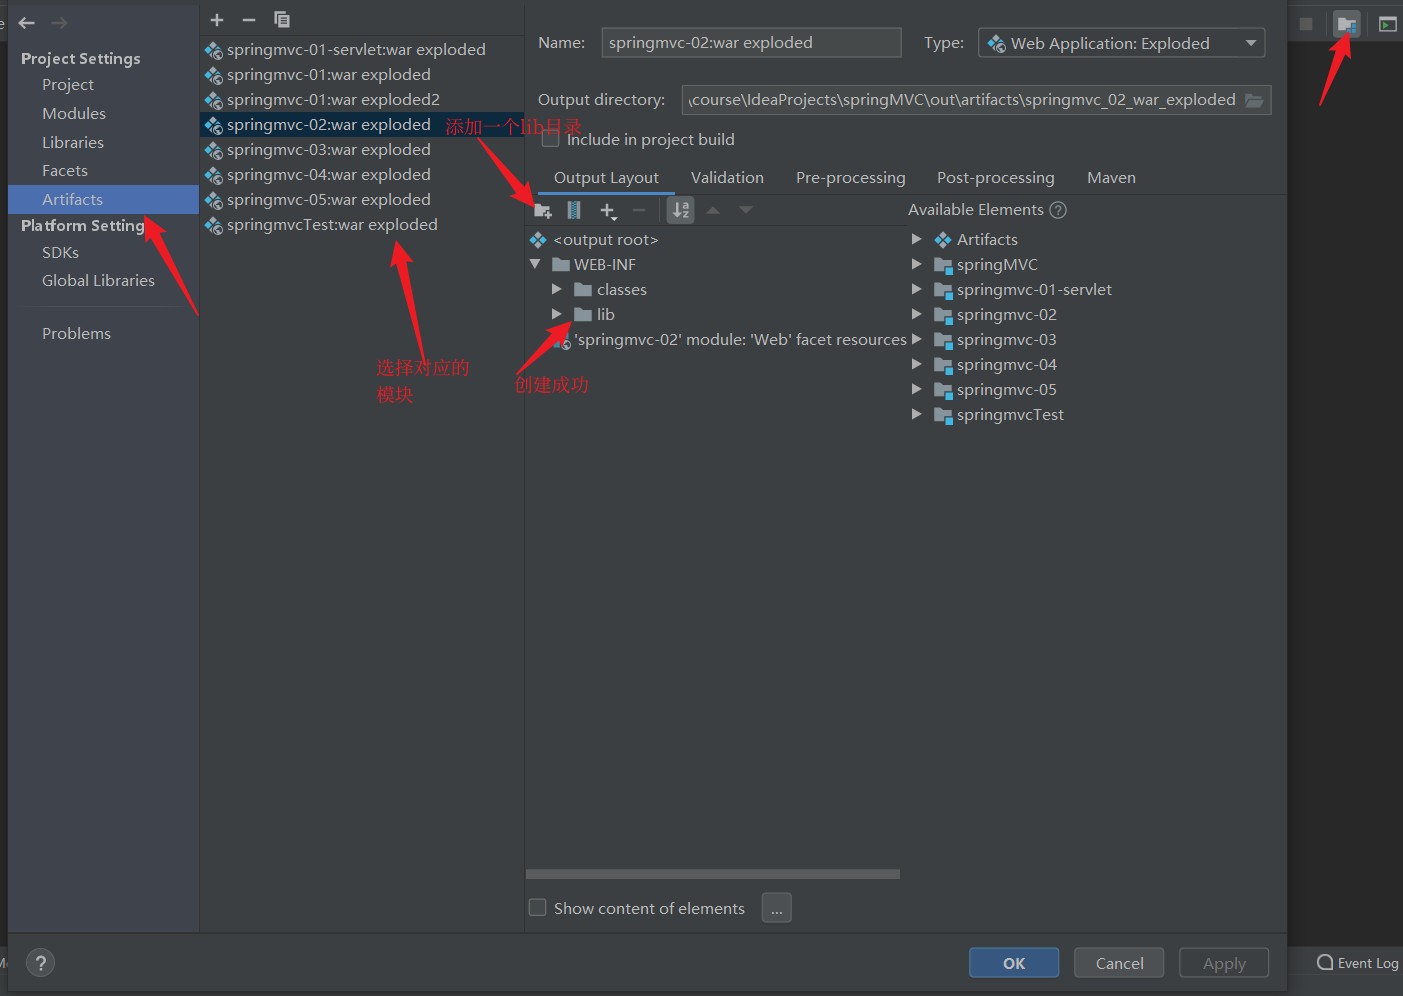 Project Settings
Project
Modules
Libraries
Facets
Artifacts
Platform Setting
SDKs
Global Libraries
Problems
springmvc-01-servlet:war exploded
springmvc-01:war exploded
springmvc-01:war exploded2
springmvc-02:war exploded
springmvc-03:war exploded
springmvc-04:war exploded
springmvc-05:war exploded
springmvcTest:war exploded
选择对应的
模块
Name: springmvc-02:war exploded
Type: Web Application: Exploded
Output directory: \course\IdeaProjects\springMVC\out\artifacts\springmvc_02_war_exploded
添加一个lib目录
Include in project build
Output Layout Validation Pre-processing Post-processing Maven
<output root>
WEB-INF
classes
lib
'springmvc-02' module: 'Web' facet resources
创建成功
Available Elements ?
Artifacts
springMVC
springmvc-01-servlet
springmvc-02
springmvc-03
springmvc-04
springmvc-05
springmvcTest
Show content of elements ...
? OK Cancel Apply
Event Log